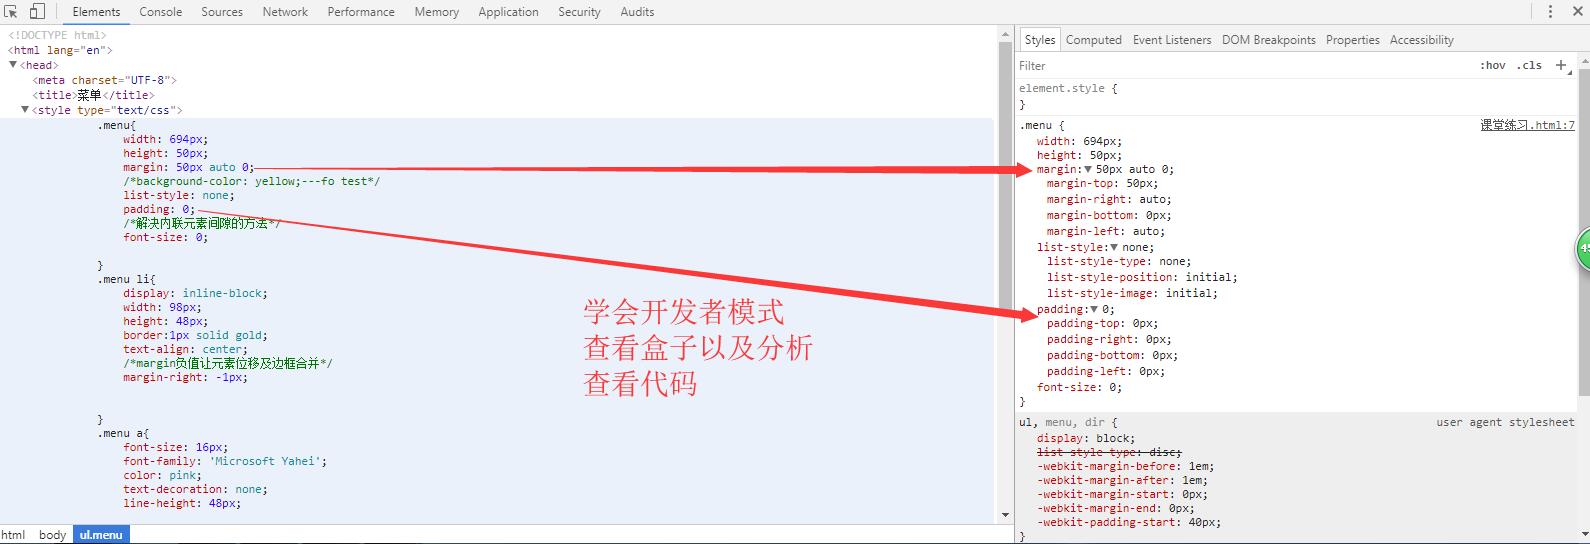 Elements Console Sources Network Performance Memory Application Security Audits
<!DOCTYPE html>
<html lang="en">
<head>
<meta charset="UTF-8">
<title>菜单</title>
<style type="text/css">
.menu{
width: 694px;
height: 50px;
margin: 50px auto 0;
/*background-color: yellow;---fo test*/
list-style: none;
padding: 0;
/*解决内联元素间隙的方法*/
font-size: 0;
}
.menu li{
display: inline-block;
width: 98px;
height: 48px;
border:1px solid gold;
text-align: center;
/*margin负值让元素位移及边框合并*/
margin-right: -1px;
}
.menu a{
font-size: 16px;
font-family: 'Microsoft Yahei';
color: pink;
text-decoration: none;
line-height: 48px;
html body ul.menu
学会开发者模式
查看盒子以及分析
查看代码
Styles Computed Event Listeners DOM Breakpoints Properties Accessibility
Filter :hov .cls +
element.style {
}
.menu { 课堂练习.html:7
width: 694px;
height: 50px;
margin: 50px auto 0;
margin-top: 50px;
margin-right: auto;
margin-bottom: 0px;
margin-left: auto;
list-style: none;
list-style-type: none;
list-style-position: initial;
list-style-image: initial;
padding: 0;
padding-top: 0px;
padding-right: 0px;
padding-bottom: 0px;
padding-left: 0px;
font-size: 0;
}
ul, menu, dir { user agent stylesheet
display: block;
list-style-type: disc;
-webkit-margin-before: 1em;
-webkit-margin-after: 1em;
-webkit-margin-start: 0px;
-webkit-margin-end: 0px;
-webkit-padding-start: 40px;
}